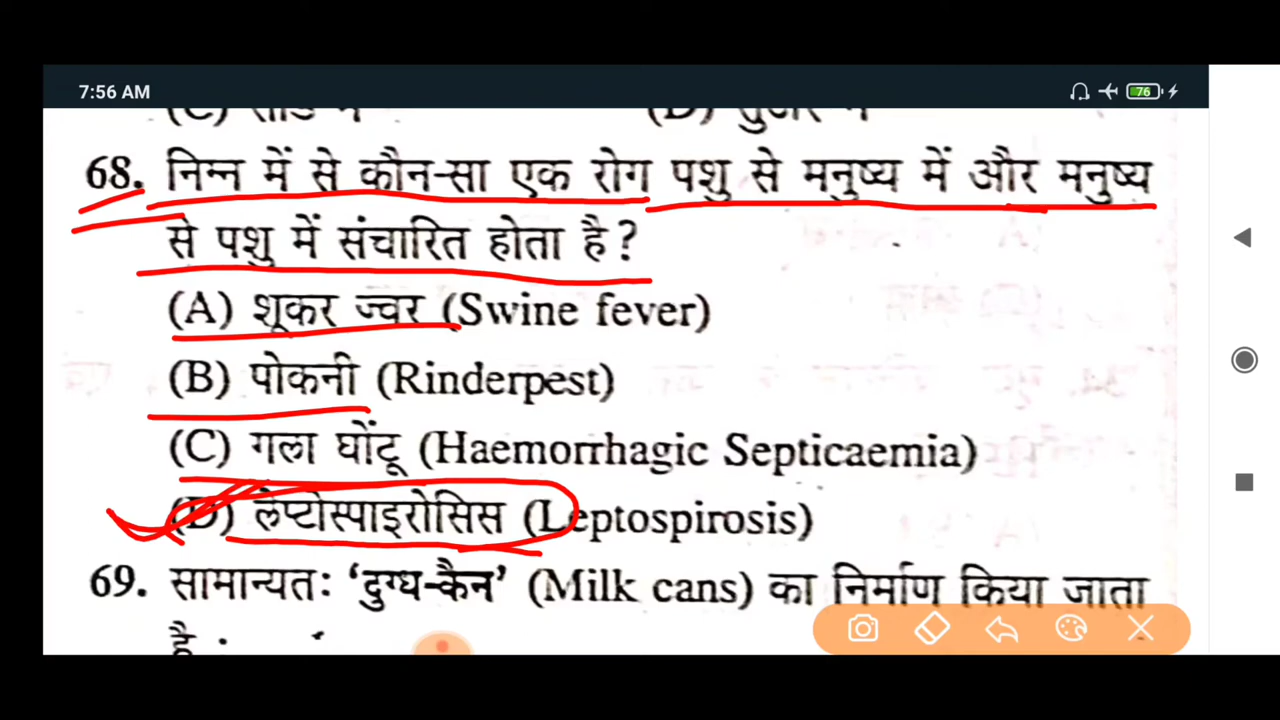 7:56 AM
76
68. निम्न में से कौन-सा एक रोग पशु से मनुष्य में और मनुष्य
से पशु में संचारित होता है?
(A) शूकर ज्वर (Swine fever)
(B) पोकनी (Rinderpest)
(C) गला घोंटू (Haemorrhagic Septicaemia)
(D) लेप्टोस्पाइरोसिस (Leptospirosis)
69. सामान्यतः ‘दुग्ध-कैन’ (Milk cans) का निर्माण किया जाता
है :